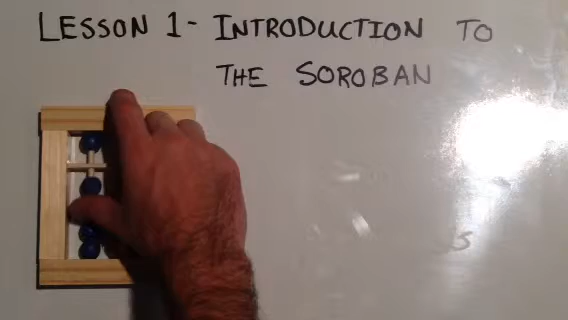 LESSON 1- INTRODUCTION TO
THE SOROBAN